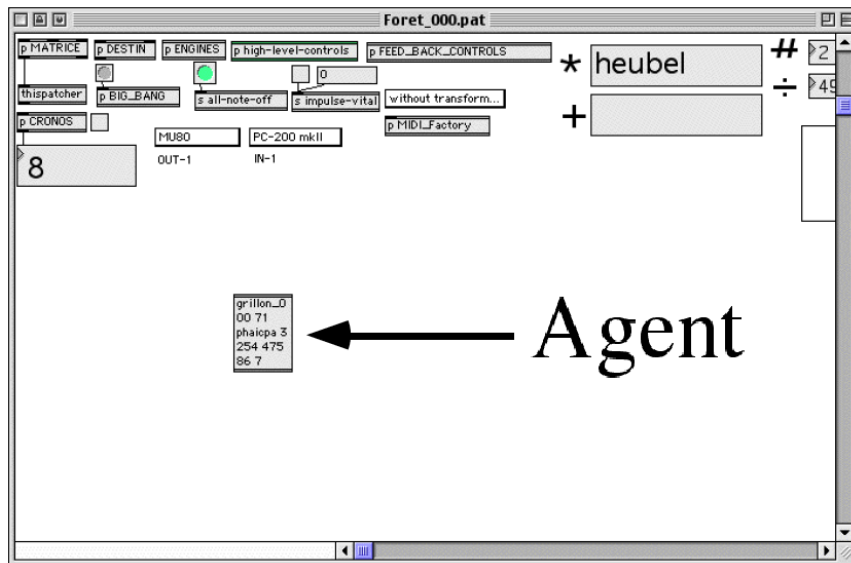 Foret_000.pat
p MATRICE p DESTIN p ENGINES p high-level-controls p FEED_BACK_CONTROLS
* heubel # 2
0
thispatcher p BIG_BANG s all-note-off s impulse-vital without transform... ÷ 49
p CRONOS + p MIDI_Factory
MU80 PC-200 mkII
8
OUT-1 IN-1
grillon_0
00 71
phaicpa 3
254 475
86 7
Agent